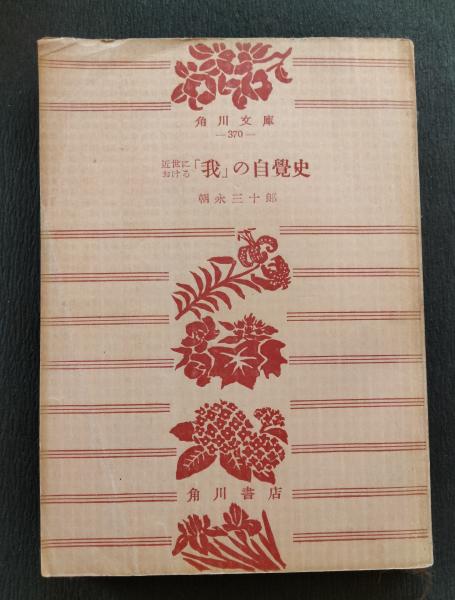 角川文庫
—370—
近世に
おける「我」の自覺史
朝永三十郎
角川書店